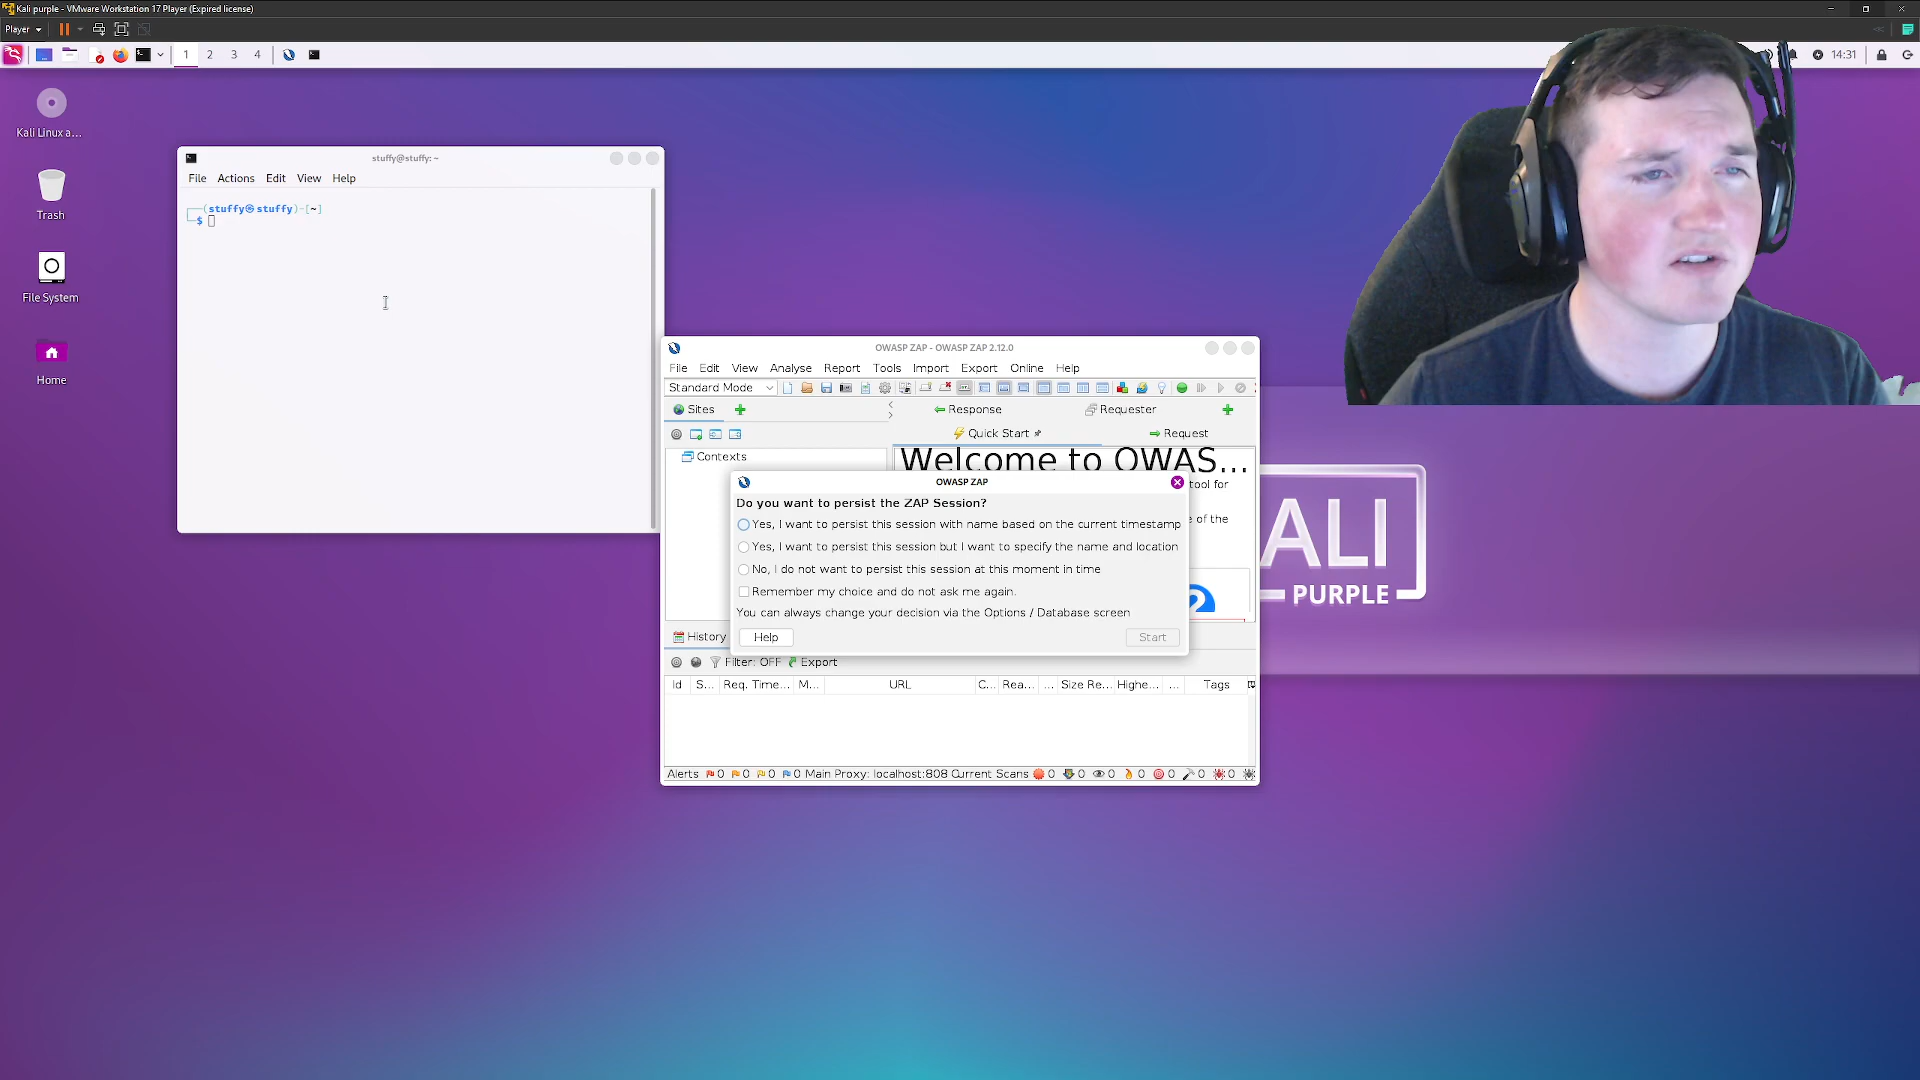 Kali purple - VMware Workstation 17 Player (Expired license)
Player
1 2 3 4
14:31
Kali Linux a...
Trash
File System
Home
stuffy@stuffy: ~
File Actions Edit View Help
(stuffy㉿stuffy)-[~]
$
OWASP ZAP - OWASP ZAP 2.12.0
File Edit View Analyse Report Tools Import Export Online Help
Standard Mode
Sites
Response
Requester
Quick Start
Request
Contexts
Welcome to OWAS...
tool for
e of the
OWASP ZAP
Do you want to persist the ZAP Session?
Yes, I want to persist this session with name based on the current timestamp
Yes, I want to persist this session but I want to specify the name and location
No, I do not want to persist this session at this moment in time
Remember my choice and do not ask me again.
You can always change your decision via the Options / Database screen
Help
Start
History
Filter: OFF
Export
Id S... Req. Time... M... URL C... Rea... ... Size Re... Highe... ... Tags
Alerts 0 0 0 0 Main Proxy: localhost:808 Current Scans 0 0 0 0 0 0 0
ALI
PURPLE